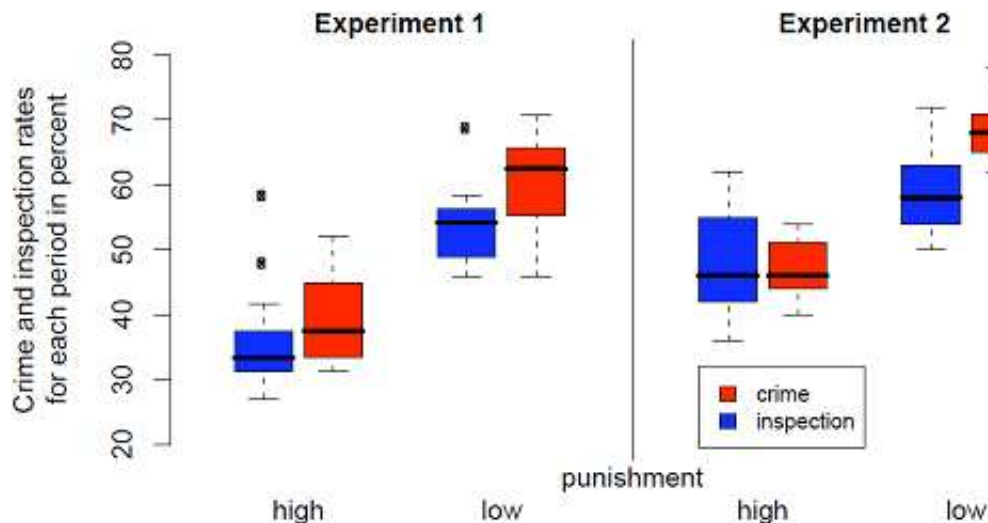 Experiment 1
Experiment 2
Crime and inspection rates
for each period in percent
80
70
60
50
40
30
20
crime
inspection
punishment
high
low
high
low